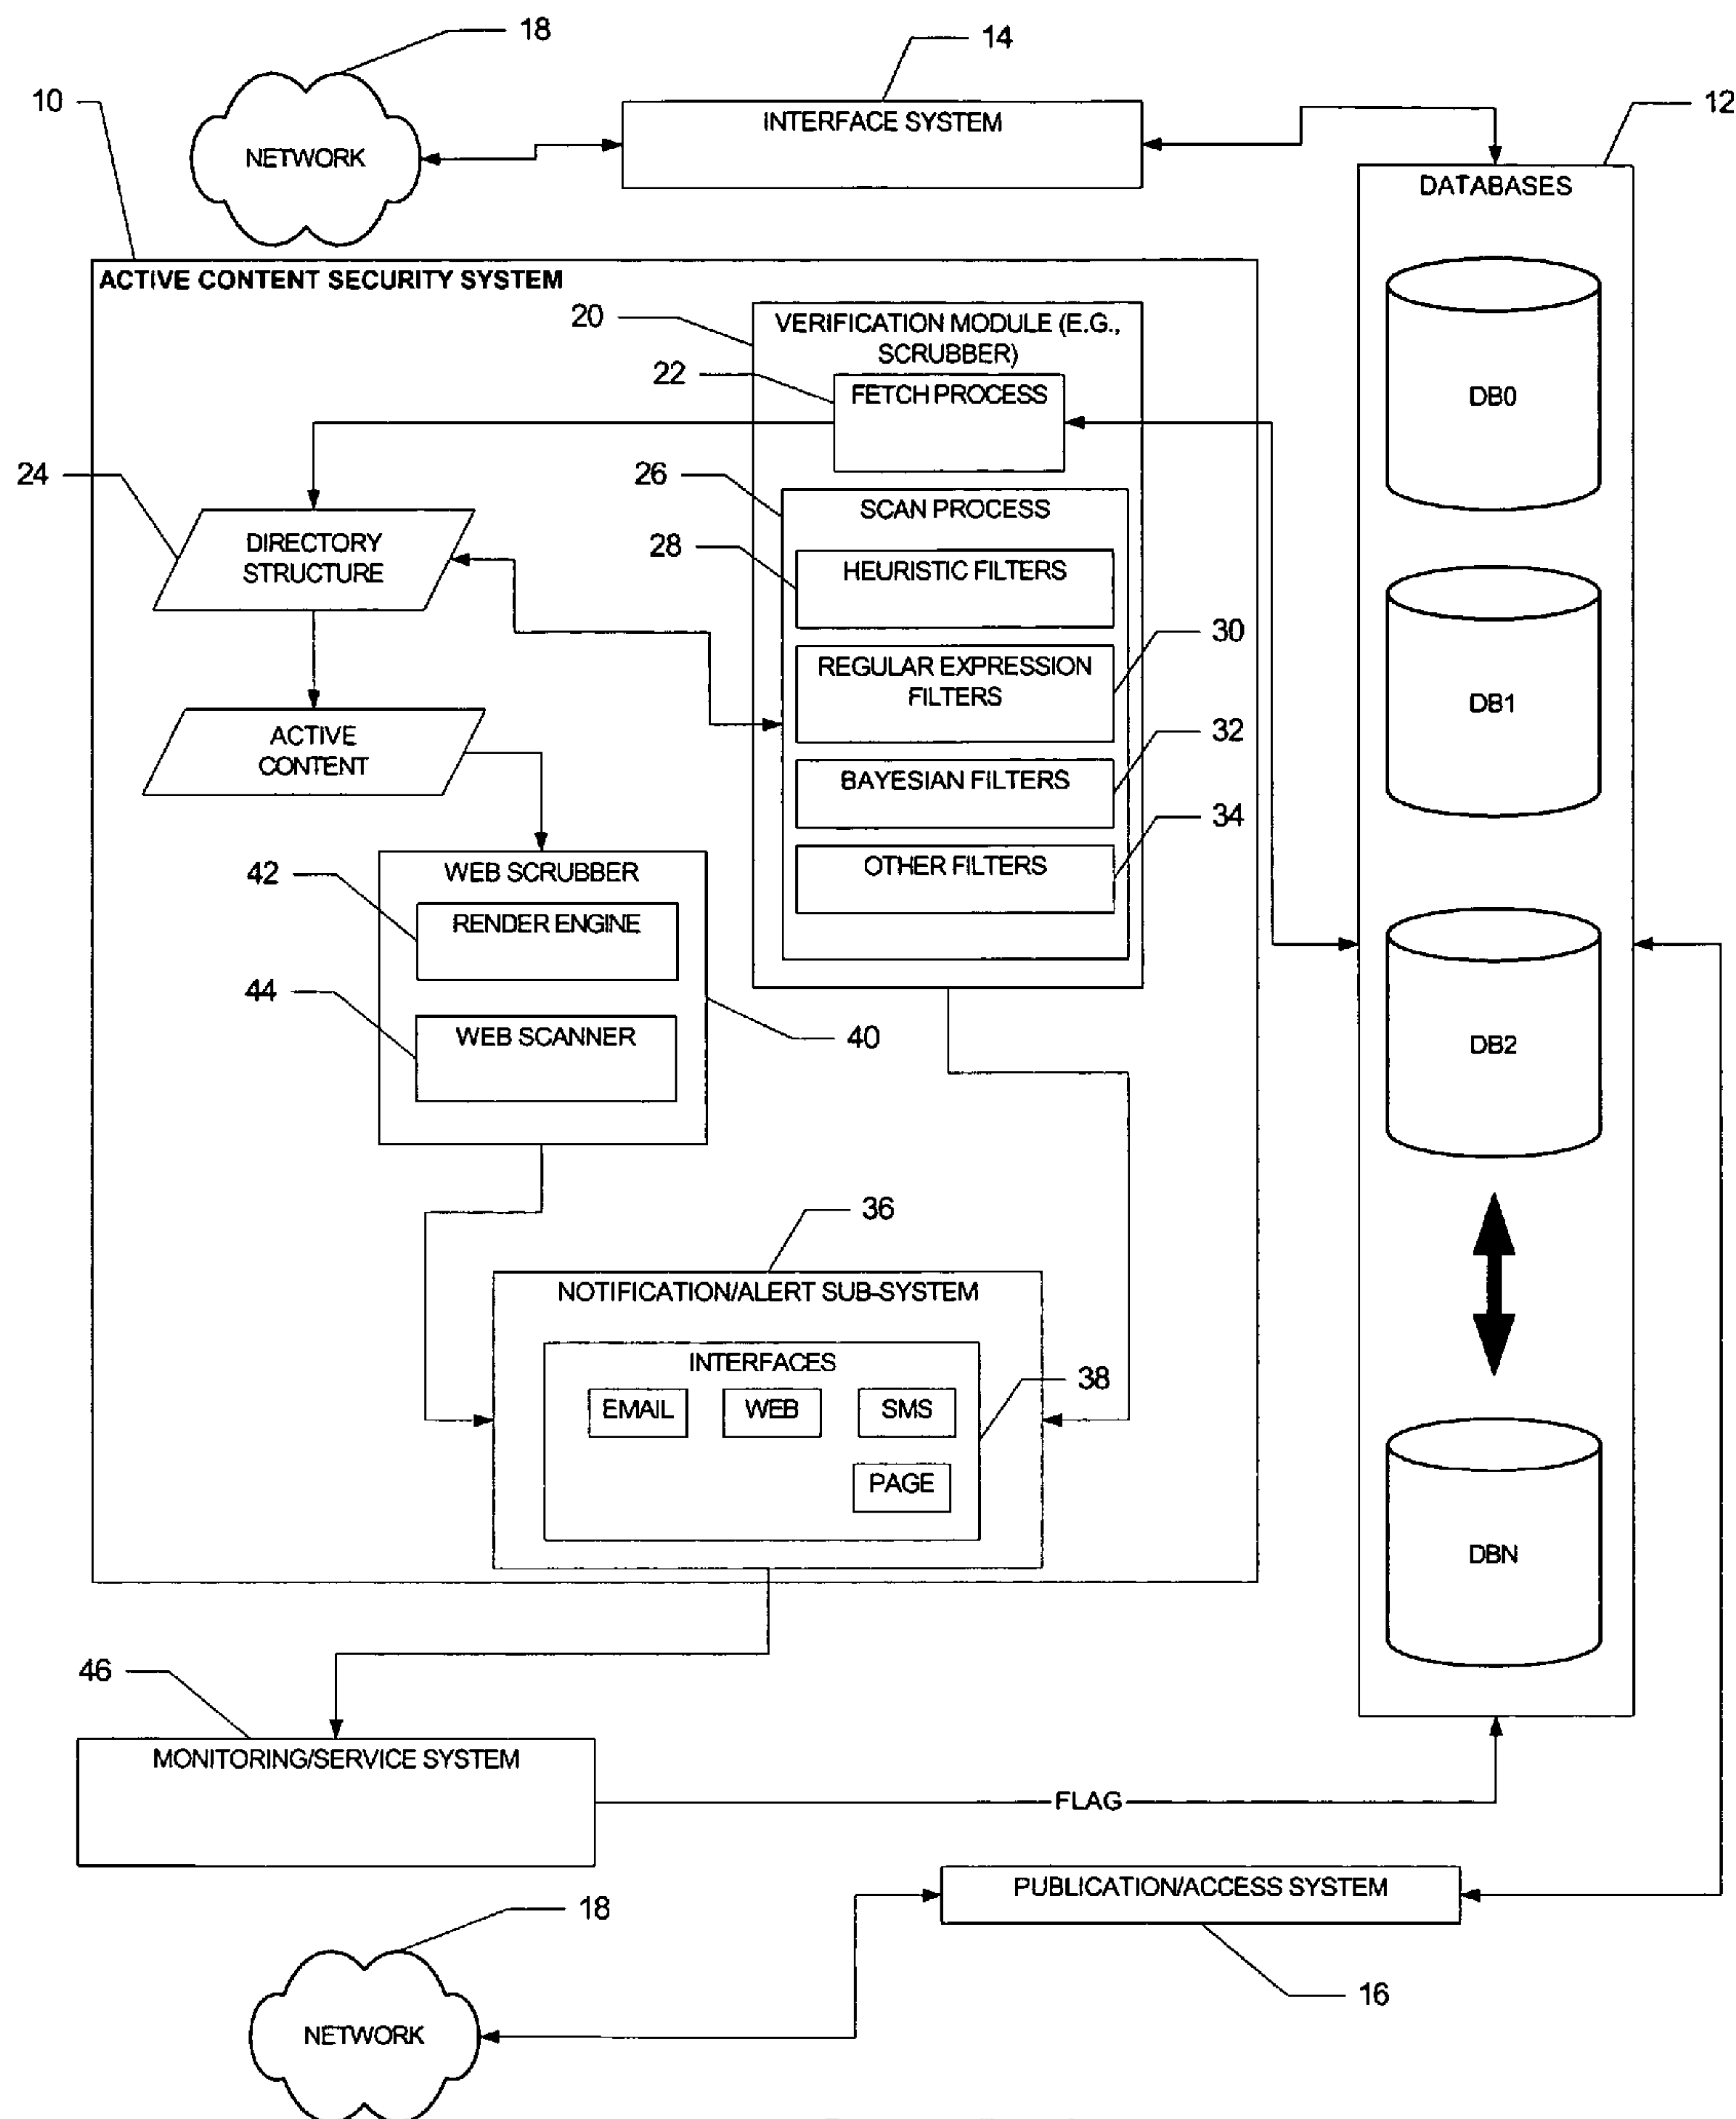 18
14
10
12
INTERFACE SYSTEM
NETWORK
DATABASES
ACTIVE CONTENT SECURITY SYSTEM
20
VERIFICATION MODULE (E.G.,
SCRUBBER)
22
FETCH PROCESS
DB0
24
26
SCAN PROCESS
DIRECTORY
STRUCTURE
28
HEURISTIC FILTERS
30
REGULAR EXPRESSION
FILTERS
DB1
ACTIVE
CONTENT
32
BAYESIAN FILTERS
34
OTHER FILTERS
WEB SCRUBBER
42
RENDER ENGINE
44
WEB SCANNER
40
DB2
36
NOTIFICATION/ALERT SUB-SYSTEM
INTERFACES
38
EMAIL
WEB
SMS
PAGE
DBN
46
MONITORING/SERVICE SYSTEM
FLAG
PUBLICATION/ACCESS SYSTEM
18
16
NETWORK